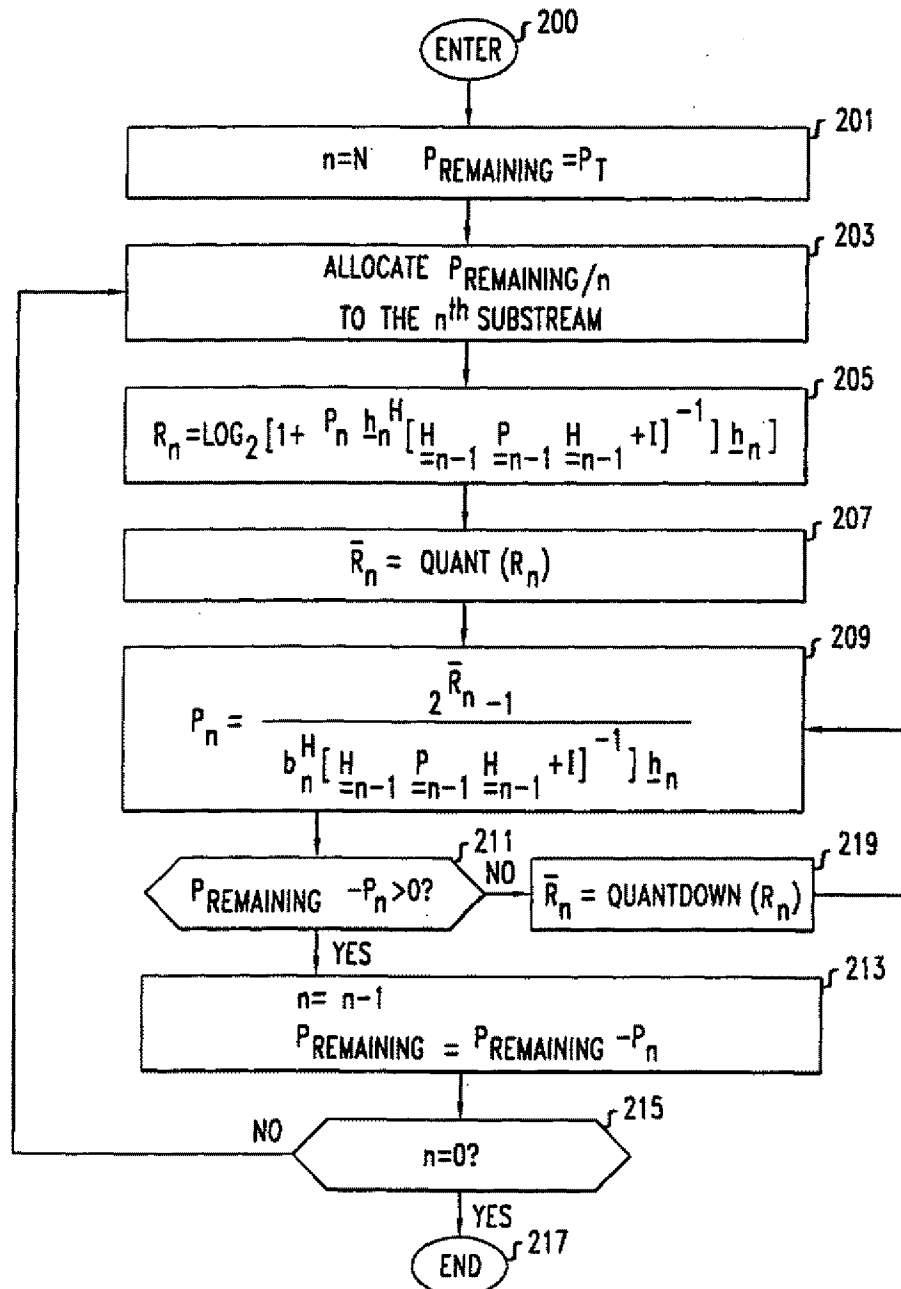 200
ENTER
201
n=N P_REMAINING =P_T
203
ALLOCATE P_REMAINING/n
TO THE n^th SUBSTREAM
205
R_n=LOG_2[1+ P_n h_n^H[H_n-1 P_n-1 H_n-1 +I]^-1] h_n]
207
R̄_n = QUANT (R_n)
209
P_n = 2^R̄_n -1
b_n^H[H_n-1 P_n-1 H_n-1 +I]^-1] h_n
211
P_REMAINING -P_n>0?
NO
219
R̄_n = QUANTDOWN (R_n)
YES
213
n= n-1
P_REMAINING = P_REMAINING -P_n
215
NO
n=0?
YES
217
END